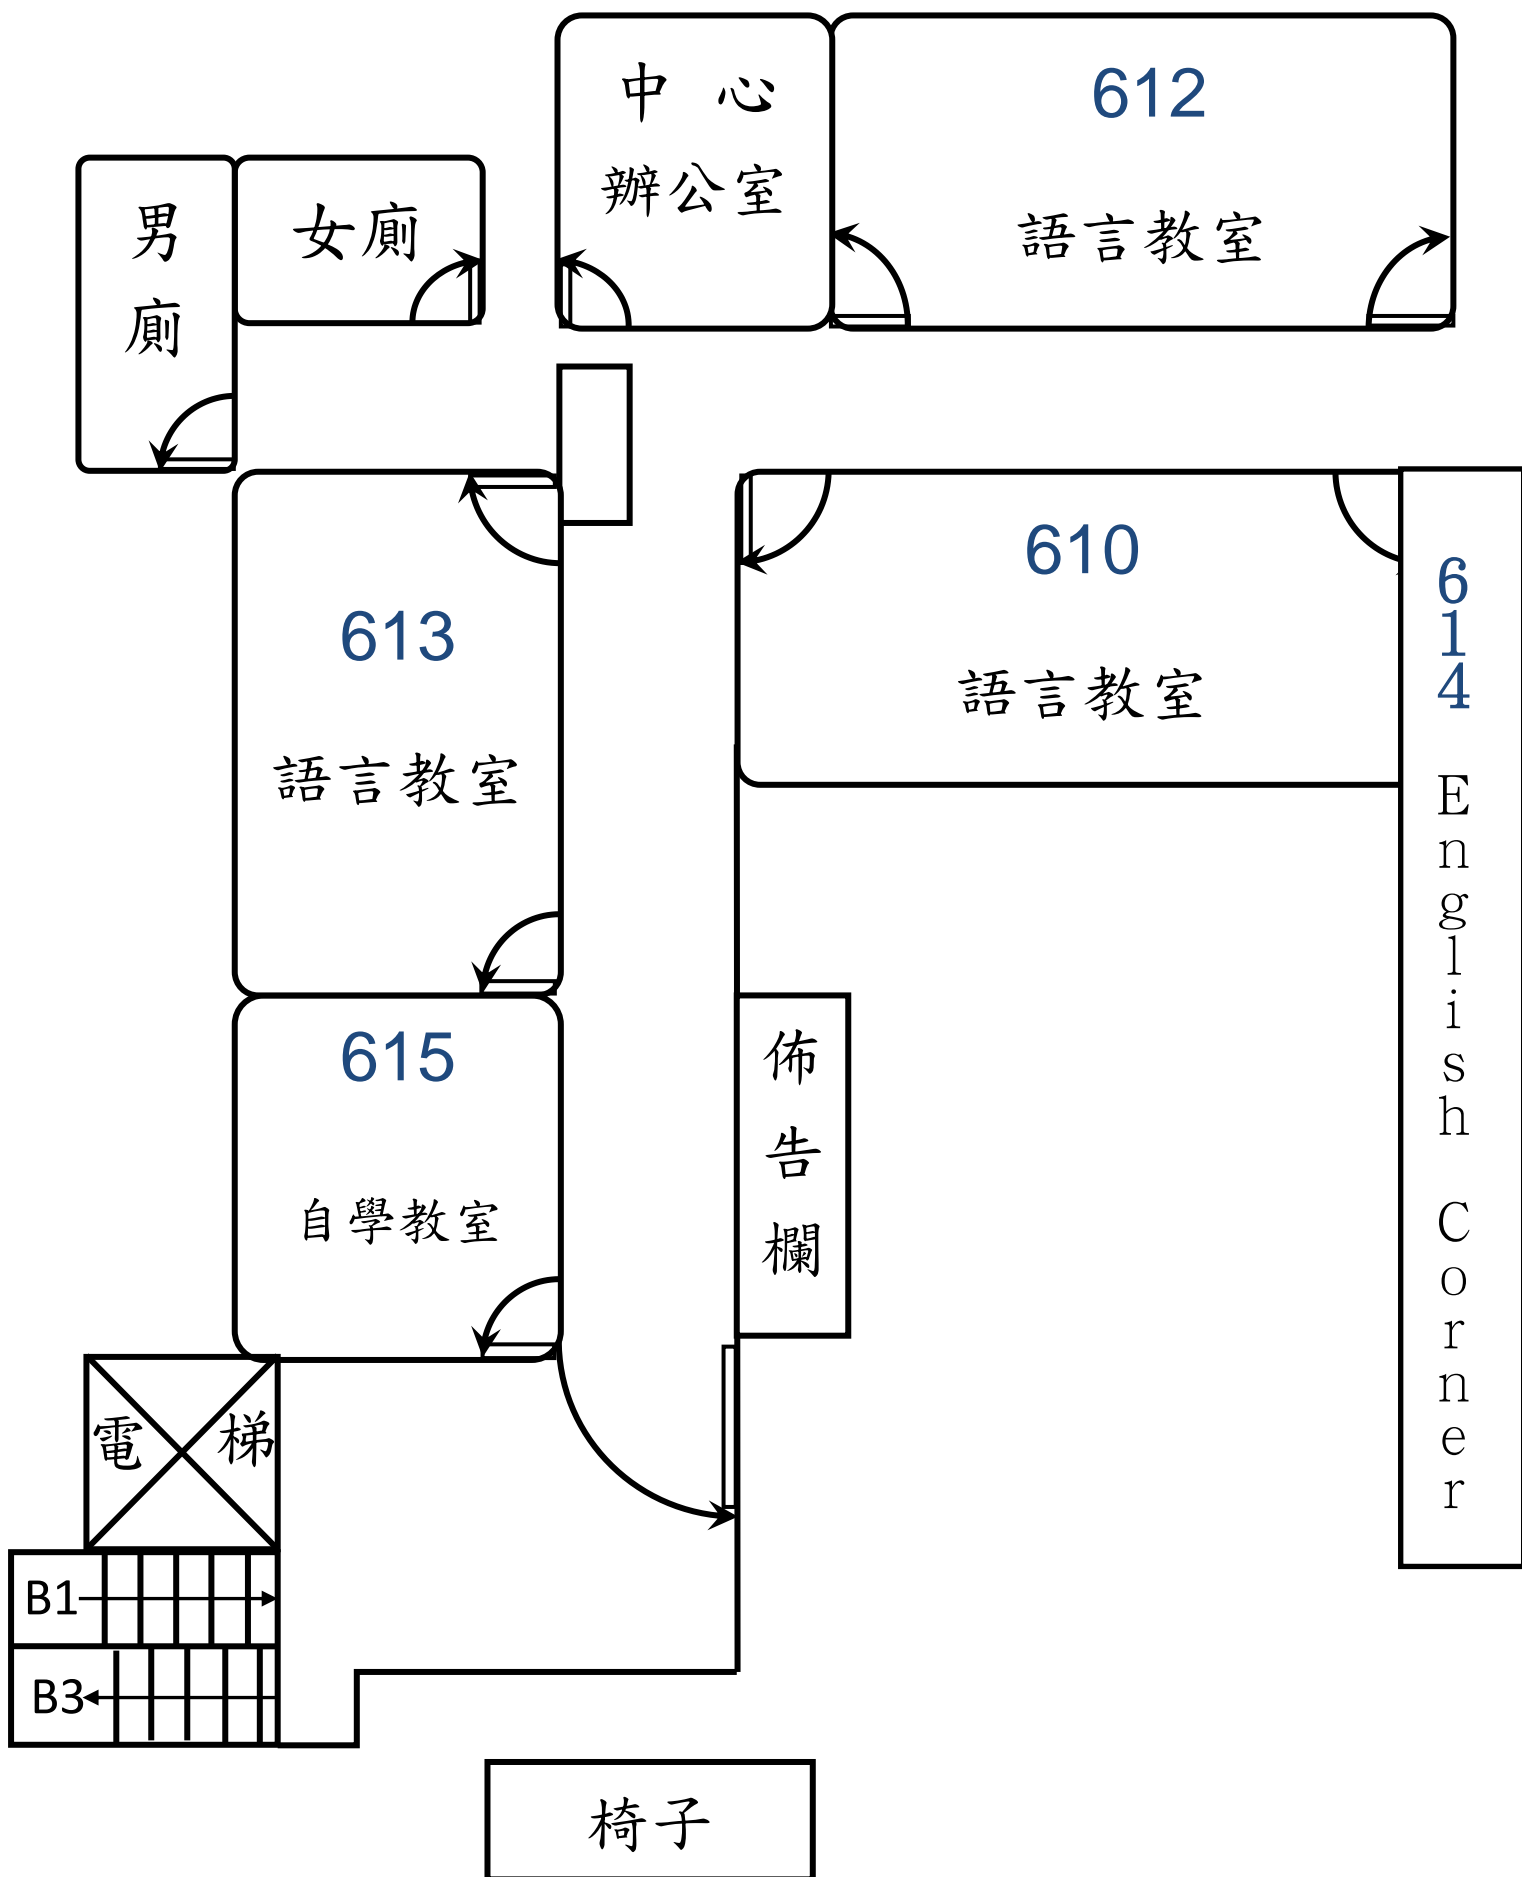 中 心
辦公室
612
語言教室
男
廁
女廁
613
語言教室
610
語言教室
614 English Corner
615
自學教室
佈
告
欄
電 梯
B1
B3
椅子